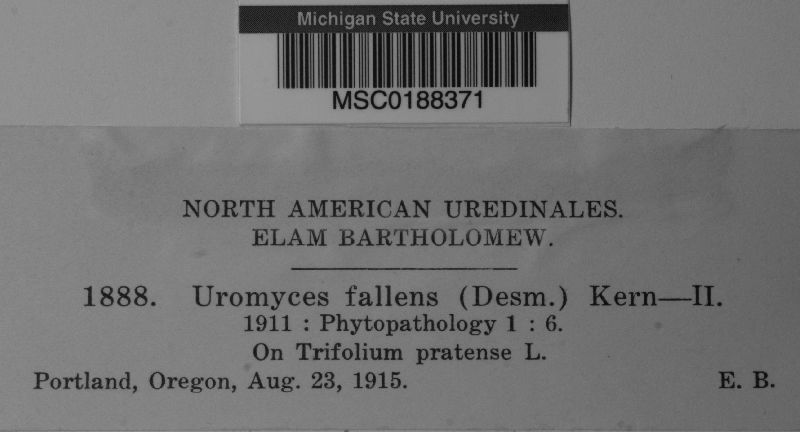 Michigan State University
MSC0188371
NORTH AMERICAN UREDINALES.
ELAM BARTHOLOMEW.
1888. Uromyces fallens (Desm.) Kern—II.
1911 : Phytopathology 1 : 6.
On Trifolium pratense L.
Portland, Oregon, Aug. 23, 1915. E. B.